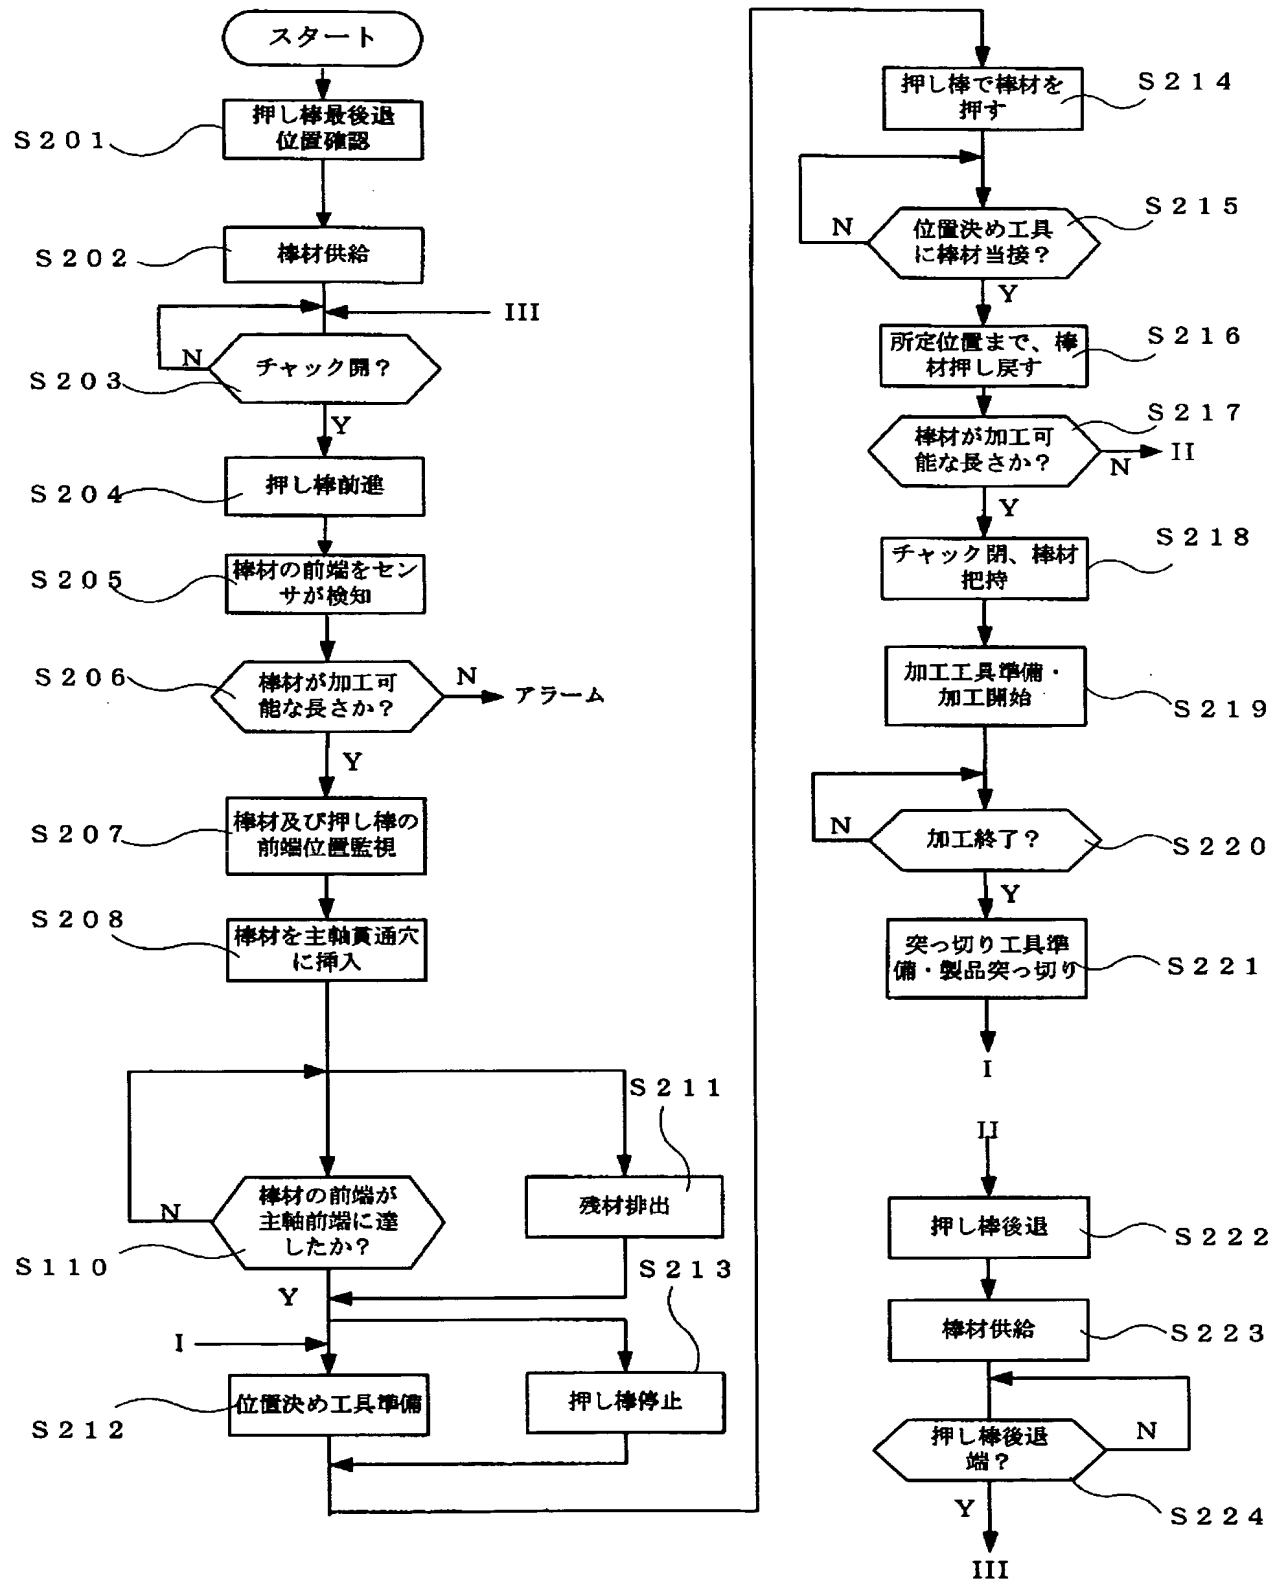 スタート
S201
押し棒最後退
位置確認
S202
棒材供給
III
N
チャック開？
S203
Y
S204
押し棒前進
S205
棒材の前端をセン
サが検知
S206
棒材が加工可
能な長さか？
N
アラーム
Y
S207
棒材及び押し棒の
前端位置監視
S208
棒材を主軸貫通穴
に挿入
S211
残材排出
N
棒材の前端が
主軸前端に達
したか？
S110
Y
S213
I
位置決め工具準備
S212
押し棒停止
S214
押し棒で棒材を
押す
S215
N
位置決め工具
に棒材当接？
Y
S216
所定位置まで、棒
材押し戻す
S217
棒材が加工可
能な長さか？
N
II
Y
S218
チャック閉、棒材
把持
加工工具準備・
加工開始
S219
N
加工終了？
S220
Y
突っ切り工具準
備・製品突っ切り
S221
I
II
押し棒後退
S222
棒材供給
S223
押し棒後退
端？
N
S224
Y
III